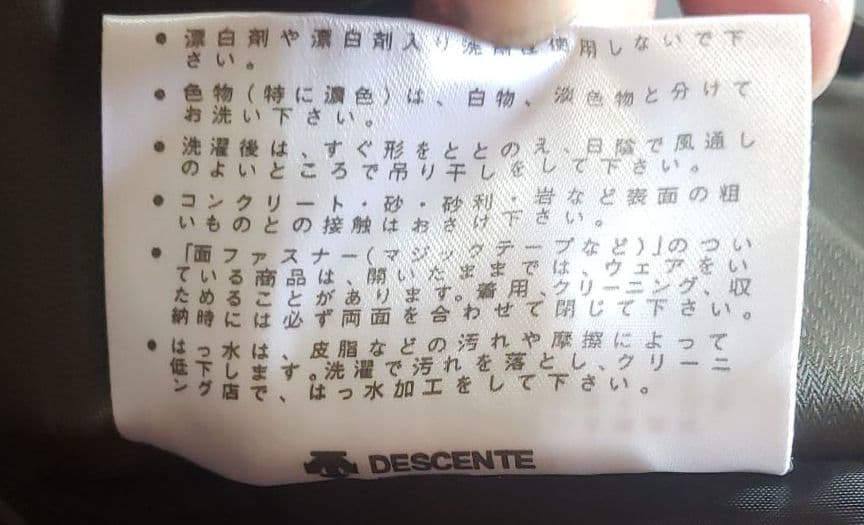 ● 漂白剤や漂白剤入り洗剤は使用しないで下
さい。
● 色物(特に濃色)は、白物、淡色物と分けて
お洗い下さい。
● 洗濯後は、すぐ形をととのえ、日陰で風通し
のよいところで吊り干しをして下さい。
● コンクリート・砂・砂利・岩など表面の粗
いものとの接触はおさけ下さい。
● 「面ファスナー(マジックテープなど)」のつい
ている商品は、開いたままでは、ウェアをい
ためることがあります。着用、クリーニング、収
納時には必ず両面を合わせて閉じて下さい。
● はっ水は、皮脂などの汚れや摩擦によって
低下します。洗濯で汚れを落とし、クリーニ
ング店で、はっ水加工をして下さい。
DESCENTE